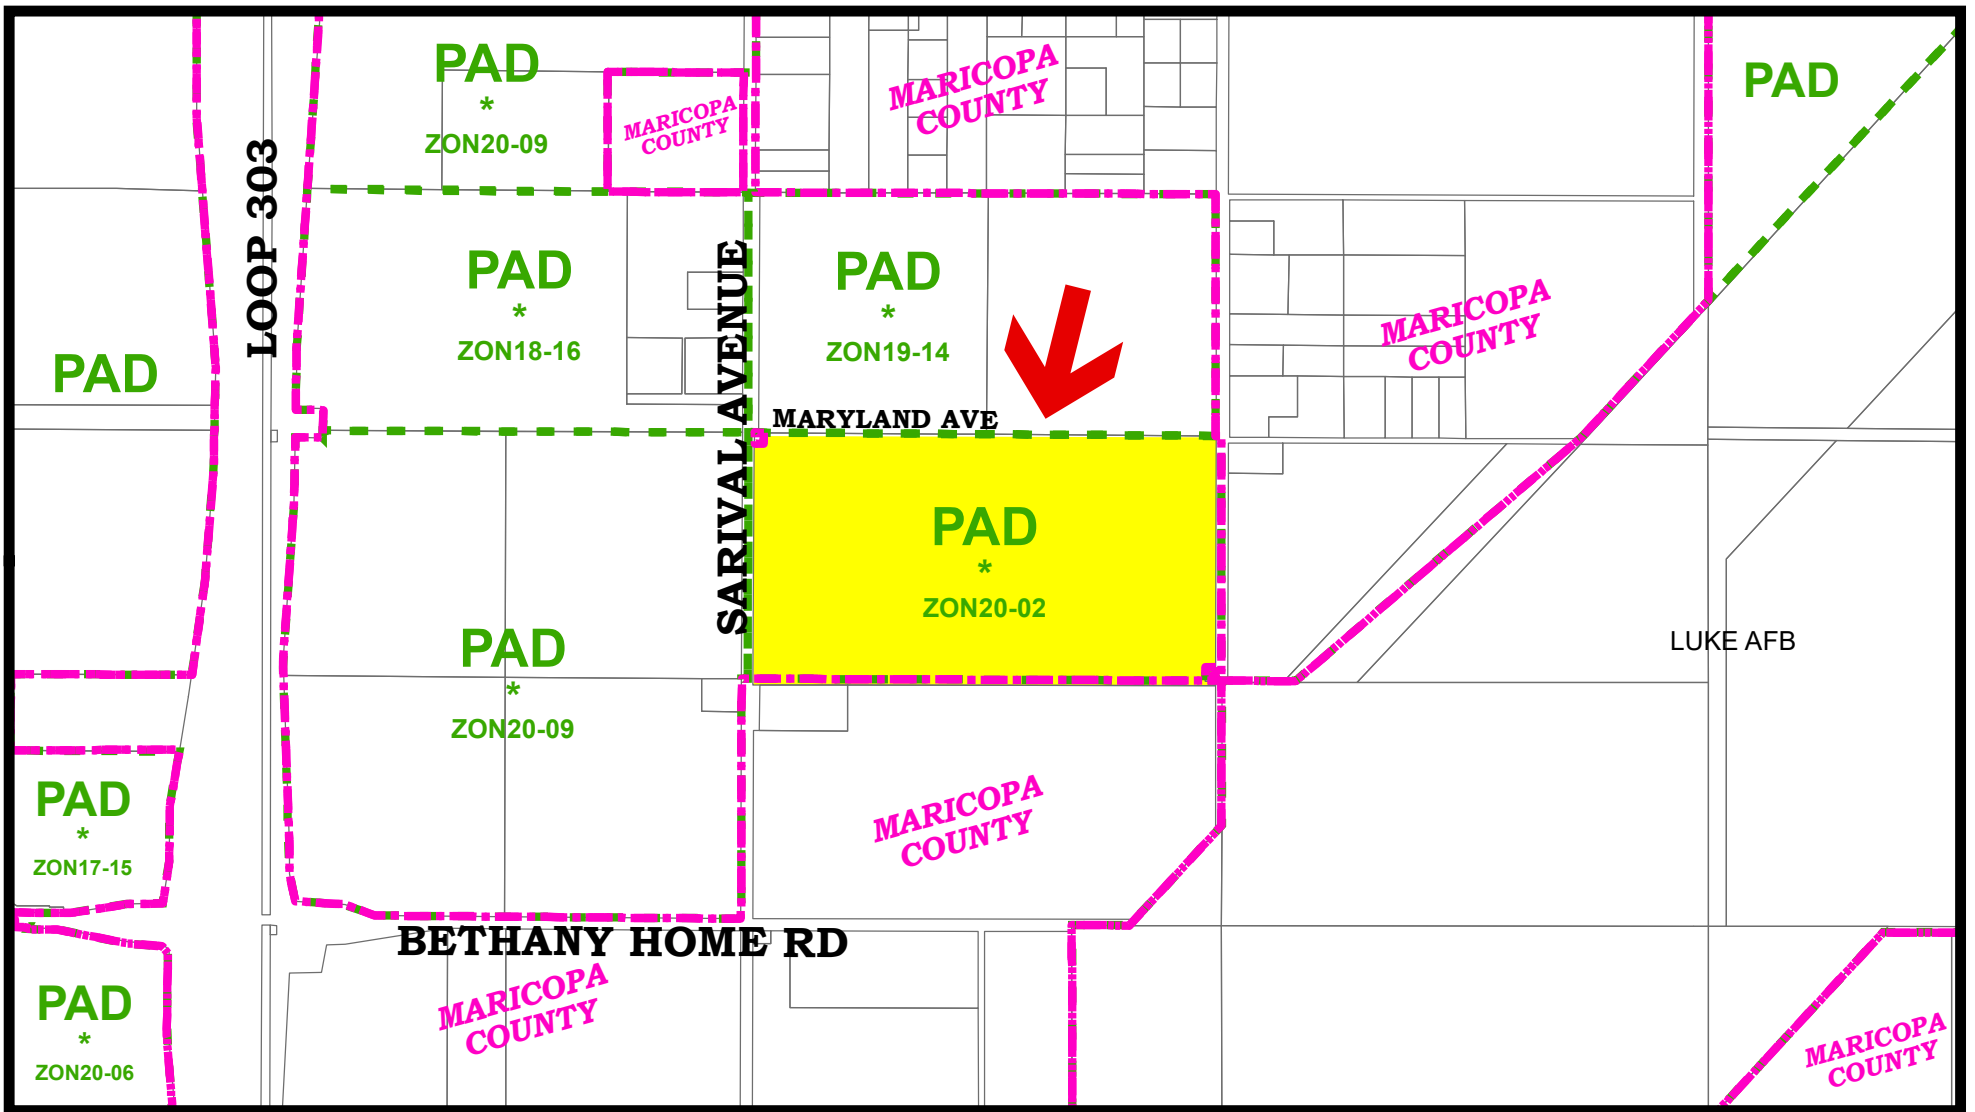 PAD
*
ZON20-09
MARICOPA
COUNTY
MARICOPA
COUNTY
PAD
LOOP 303
PAD
*
ZON18-16
SARIVAL AVENUE
PAD
*
ZON19-14
MARICOPA
COUNTY
PAD
MARYLAND AVE
PAD
*
ZON20-02
LUKE AFB
PAD
*
ZON20-09
PAD
*
ZON17-15
MARICOPA
COUNTY
BETHANY HOME RD
MARICOPA
COUNTY
PAD
*
ZON20-06
MARICOPA
COUNTY